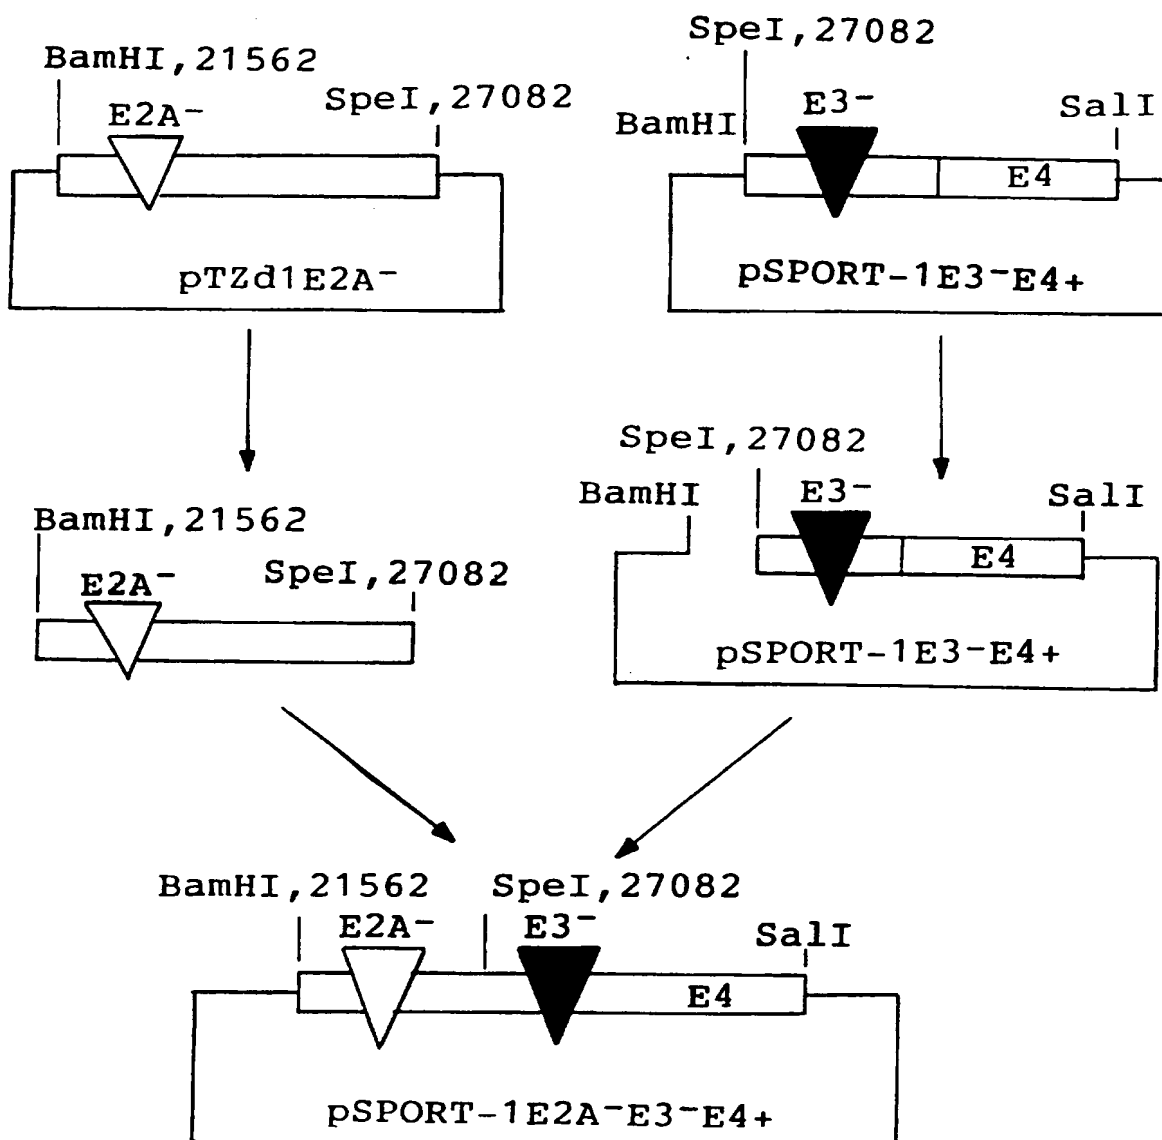 BamHI,21562
E2A⁻
SpeI,27082
pTZd1E2A⁻
SpeI,27082
E3⁻
BamHI
SalI
E4
pSPORT-1E3⁻E4+
BamHI,21562
E2A⁻
SpeI,27082
SpeI,27082
BamHI
E3⁻
SalI
E4
pSPORT-1E3⁻E4+
BamHI,21562
SpeI,27082
E2A⁻
E3⁻
SalI
E4
pSPORT-1E2A⁻E3⁻E4+